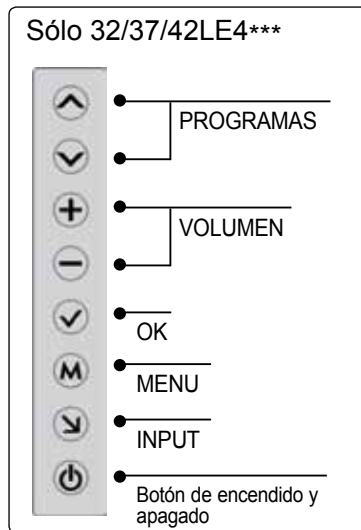 Sólo 32/37/42LE4***
PROGRAMAS
VOLUMEN
OK
M
MENU
INPUT
Botón de encendido y
apagado